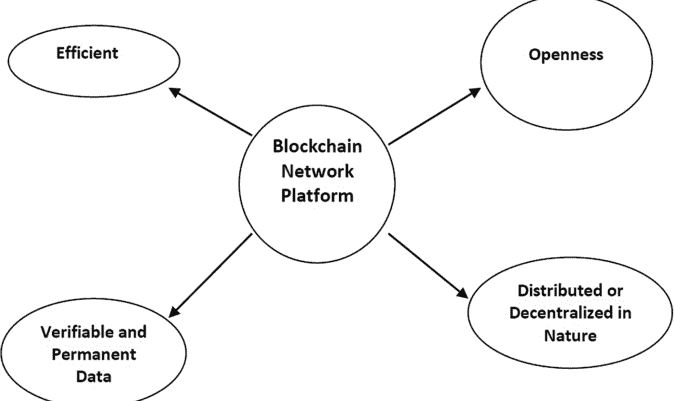 Efficient
Openness
Blockchain
Network
Platform
Verifiable and
Permanent
Data
Distributed or
Decentralized in
Nature